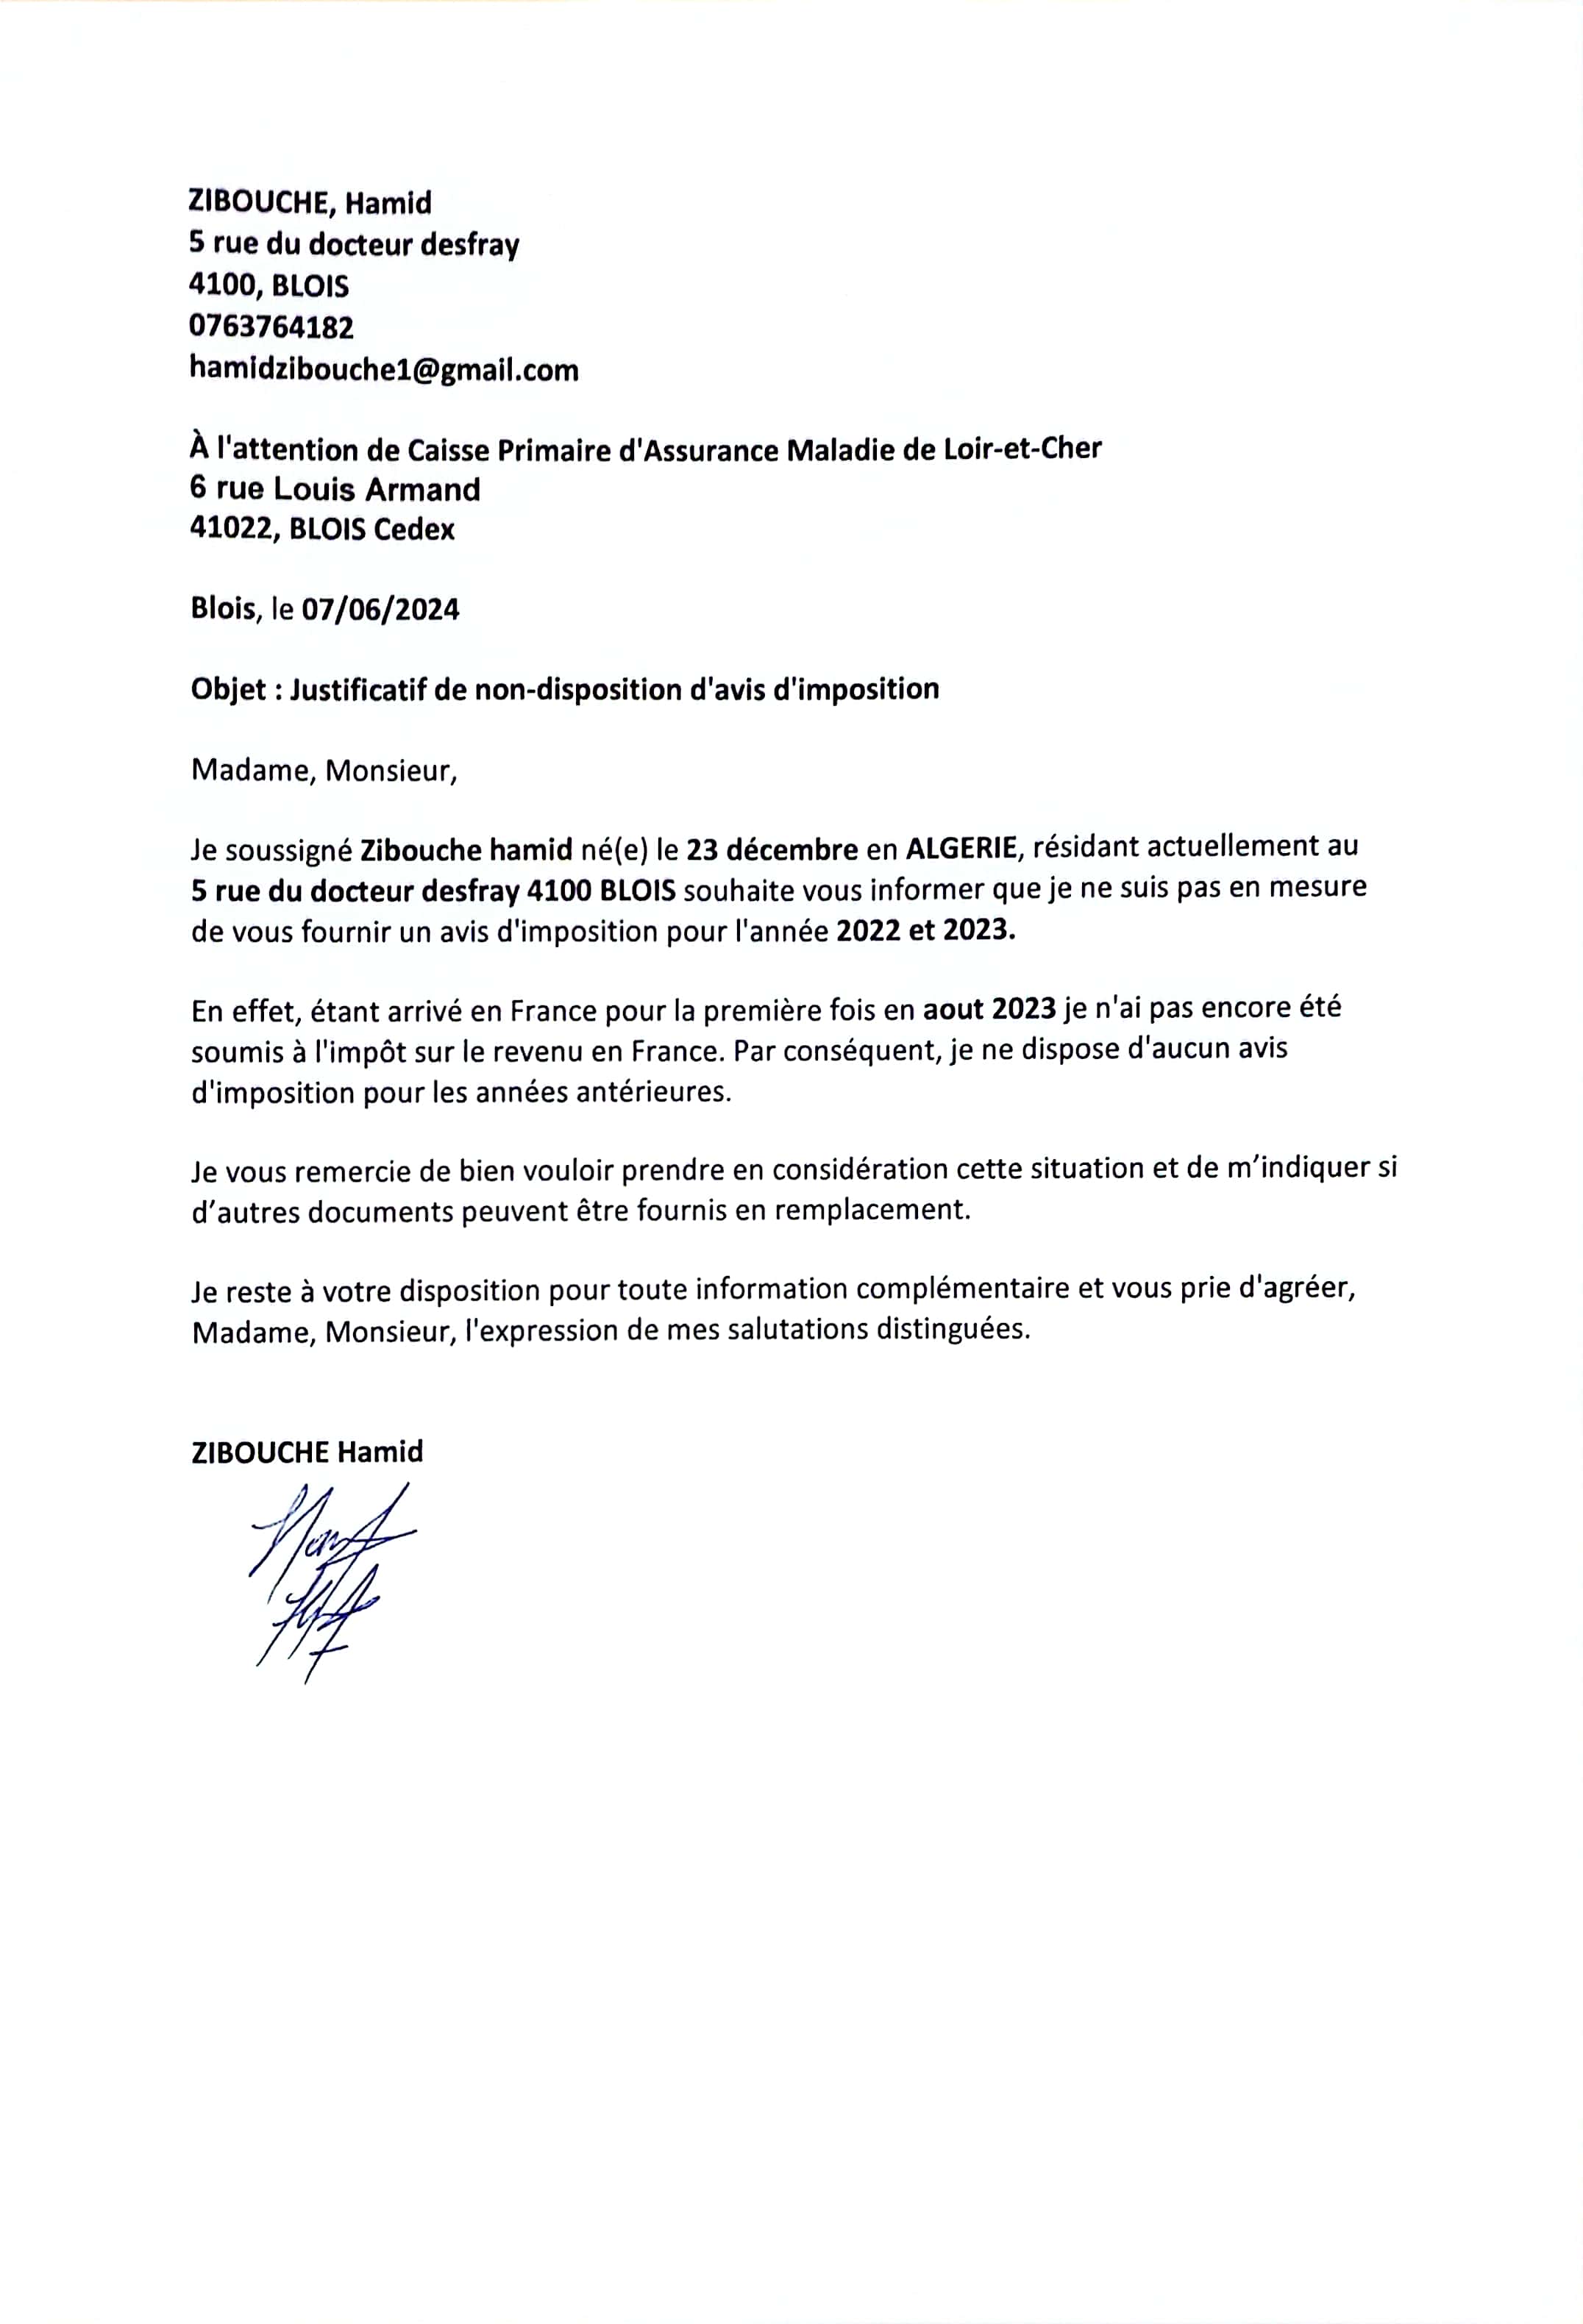 ZIBOUCHE, Hamid
5 rue du docteur desfray
4100, BLOIS
0763764182
hamidzibouche1@gmail.com
À l'attention de Caisse Primaire d'Assurance Maladie de Loir-et-Cher
6 rue Louis Armand
41022, BLOIS Cedex
Blois, le 07/06/2024
Objet : Justificatif de non-disposition d'avis d'imposition
Madame, Monsieur,
Je soussigné Zibouche hamid né(e) le 23 décembre en ALGERIE, résidant actuellement au
5 rue du docteur desfray 4100 BLOIS souhaite vous informer que je ne suis pas en mesure
de vous fournir un avis d'imposition pour l'année 2022 et 2023.
En effet, étant arrivé en France pour la première fois en aout 2023 je n'ai pas encore été
soumis à l'impôt sur le revenu en France. Par conséquent, je ne dispose d'aucun avis
d'imposition pour les années antérieures.
Je vous remercie de bien vouloir prendre en considération cette situation et de m’indiquer si
d’autres documents peuvent être fournis en remplacement.
Je reste à votre disposition pour toute information complémentaire et vous prie d'agréer,
Madame, Monsieur, l'expression de mes salutations distinguées.
ZIBOUCHE Hamid